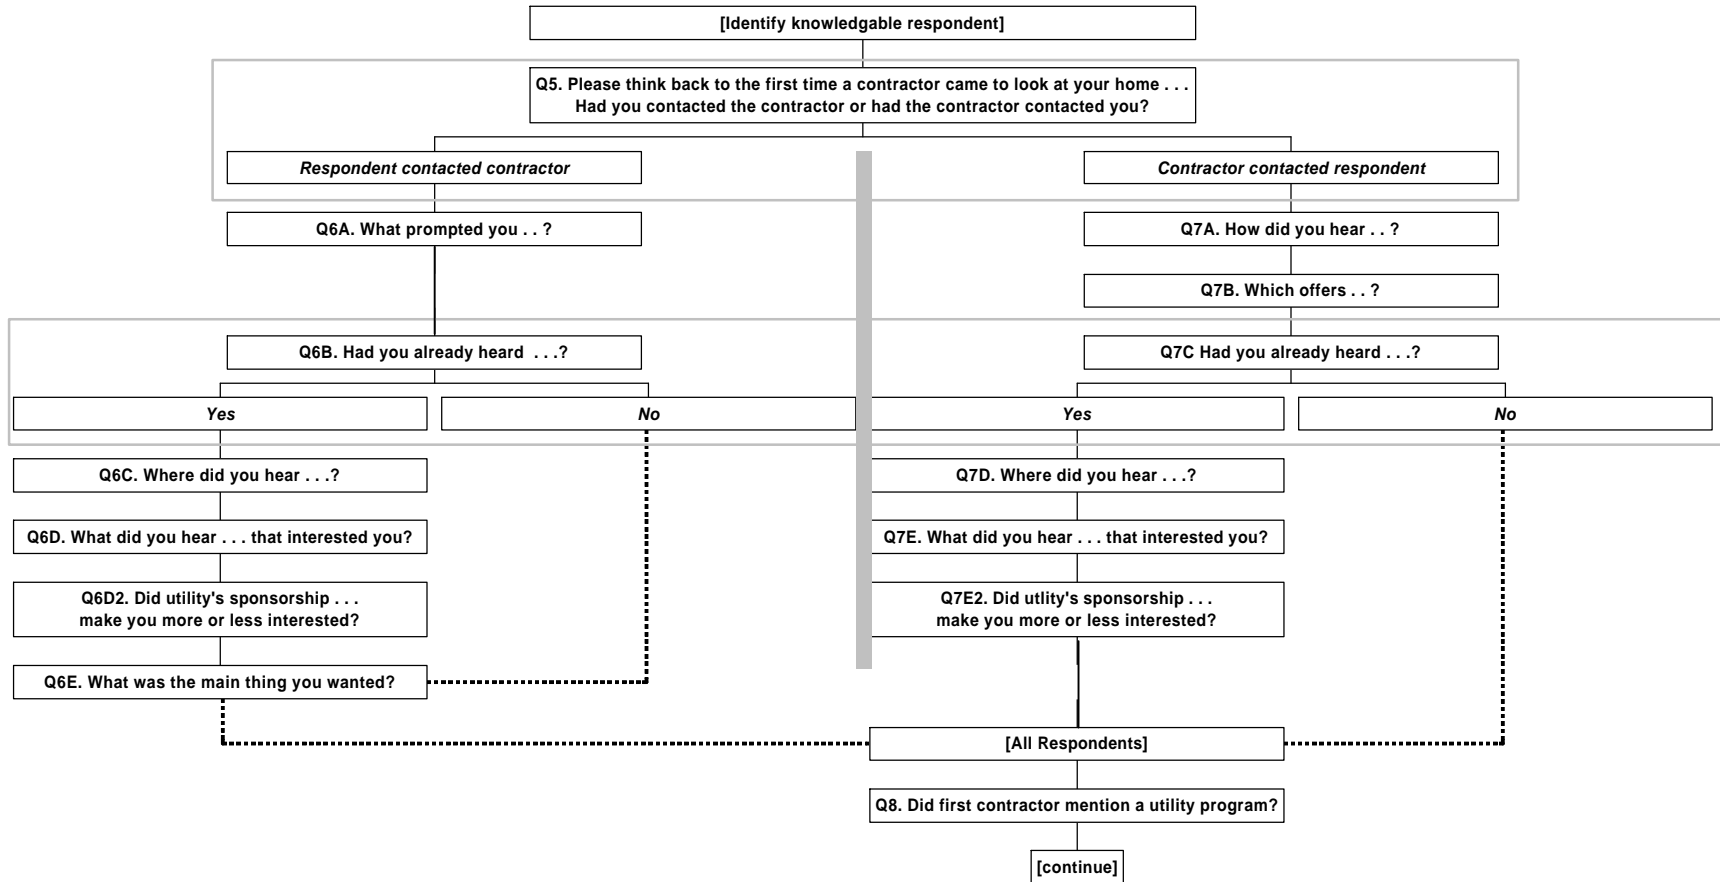 [Identify knowledgable respondent]
Q5. Please think back to the first time a contractor came to look at your home . . .
Had you contacted the contractor or had the contractor contacted you?
Respondent contacted contractor
Contractor contacted respondent
Q6A. What prompted you . . ?
Q7A. How did you hear . . ?
Q7B. Which offers . . ?
Q6B. Had you already heard . . .?
Q7C Had you already heard . . .?
Yes
No
Yes
No
Q6C. Where did you hear . . .?
Q7D. Where did you hear . . .?
Q6D. What did you hear . . . that interested you?
Q7E. What did you hear . . . that interested you?
Q6D2. Did utility's sponsorship . . .
make you more or less interested?
Q7E2. Did utlity's sponsorship . . .
make you more or less interested?
Q6E. What was the main thing you wanted?
[All Respondents]
Q8. Did first contractor mention a utility program?
[continue]